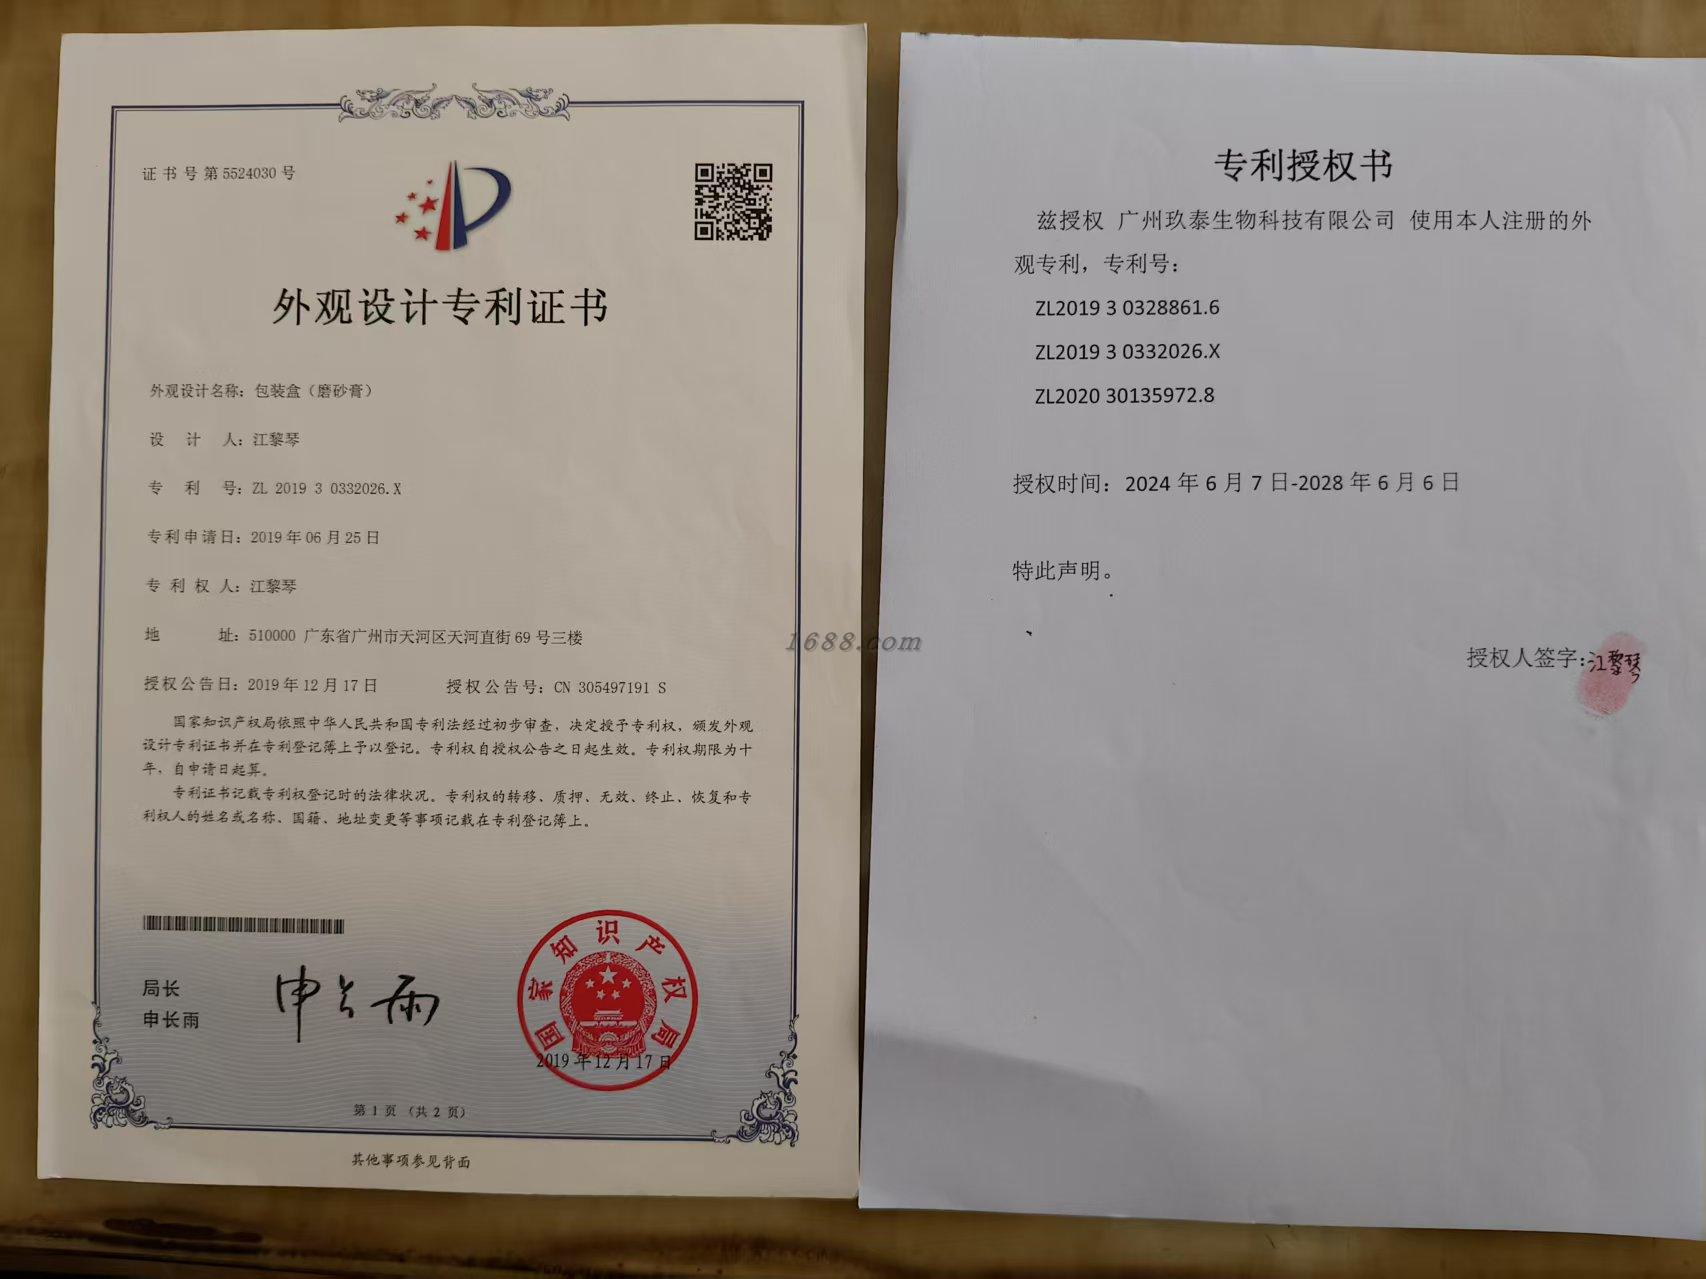 证书号第5524030号
外观设计专利证书
外观设计名称：包装盒（磨砂膏）
设计人：江黎琴
专利号：ZL 2019 3 0332026.X
专利申请日：2019年06月25日
专利权人：江黎琴
地址：510000 广东省广州市天河区天河直街69号三楼
授权公告日：2019年12月17日 授权公告号：CN 305497191 S
国家知识产权局依照中华人民共和国专利法经过初步审查，决定授予专利权，颁发外观
设计专利证书并在专利登记簿上予以登记。专利权自授权公告之日起生效。专利权期限为十
年，自申请日起算。
专利证书记载专利权登记时的法律状况。专利权的转移、质押、无效、终止、恢复和专
利权人的姓名或名称、国籍、地址变更等事项记载在专利登记簿上。
局长
申长雨
申长雨
国家知识产权局
2019年12月17日
第1页（共2页）
其他事项参见背面
1688.com
专利授权书
兹授权 广州玖泰生物科技有限公司 使用本人注册的外
观专利，专利号：
ZL2019 3 0328861.6
ZL2019 3 0332026.X
ZL2020 30135972.8
授权时间：2024年6月7日-2028年6月6日
特此声明。
授权人签字：江黎琴